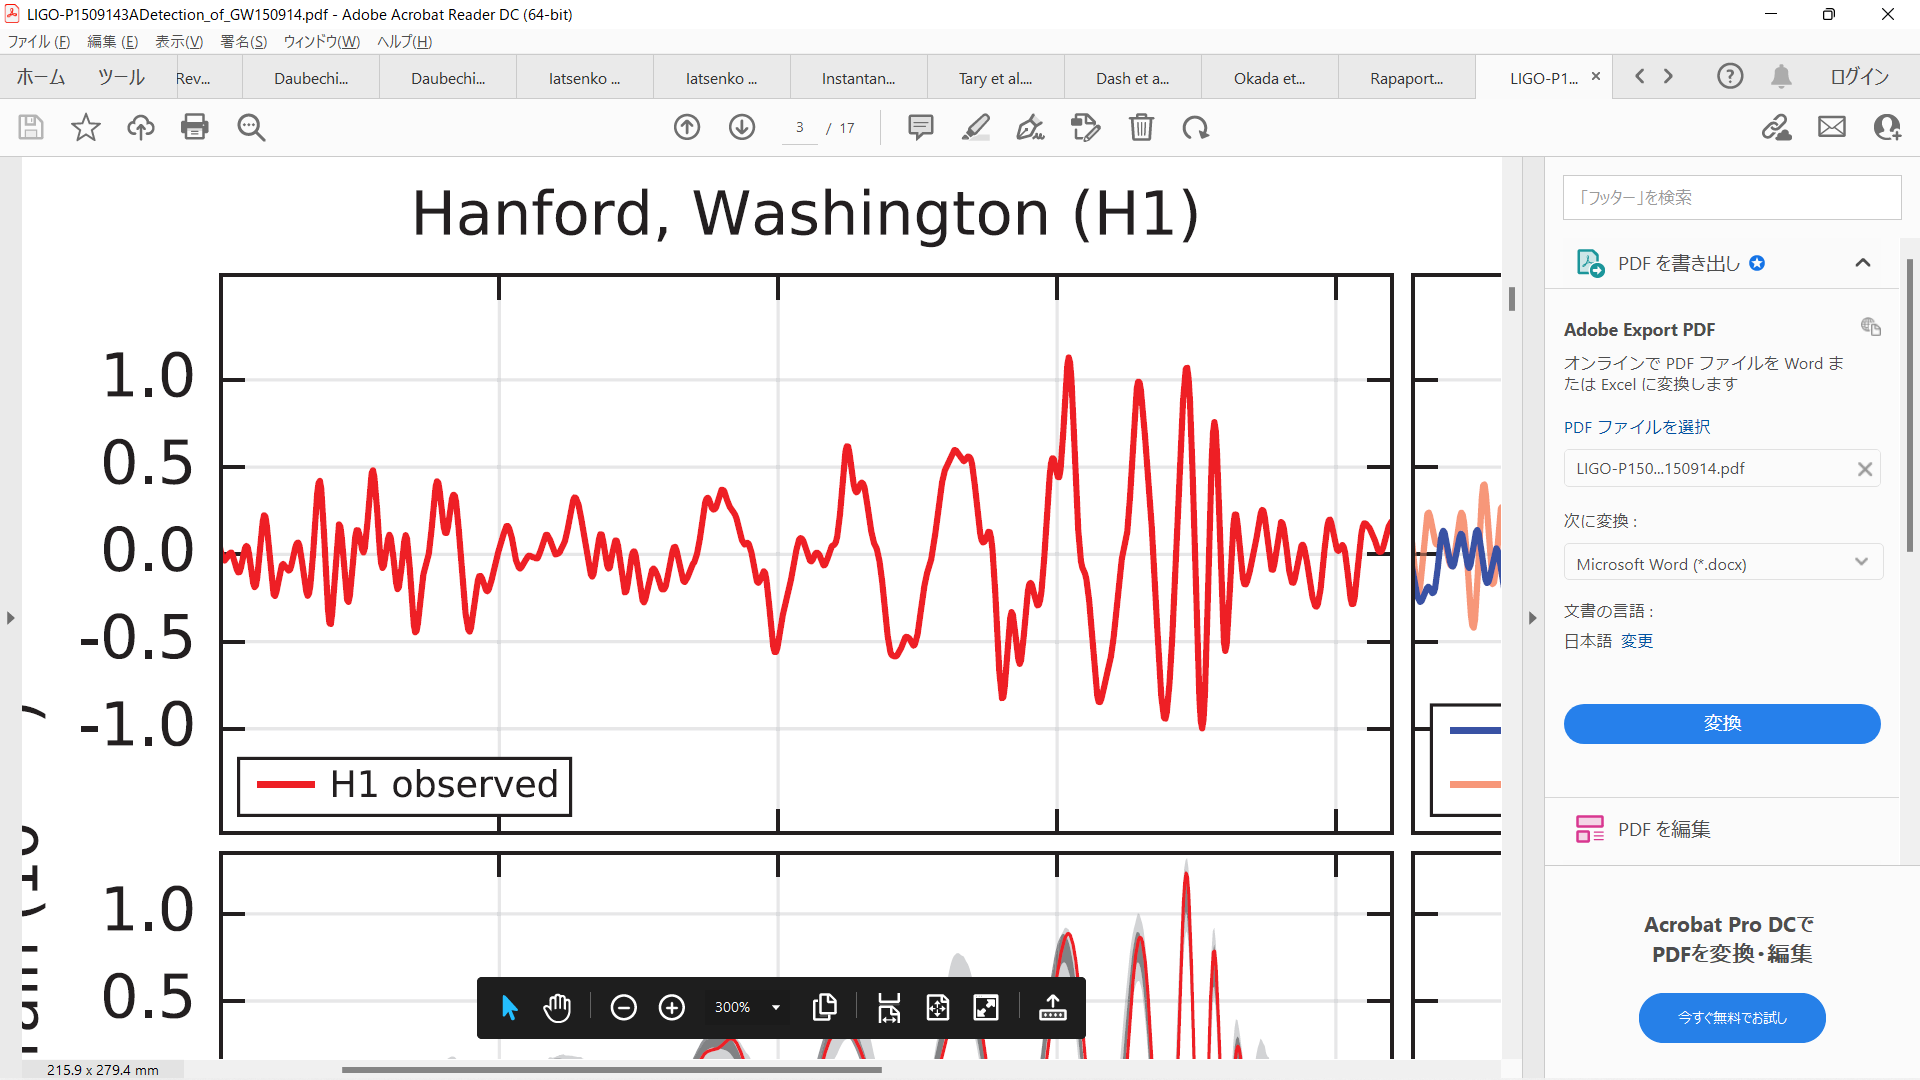 LIGO-P1509143ADetection_of_GW150914.pdf - Adobe Acrobat Reader DC (64-bit)
ファイル (F) 編集 (E) 表示(V) 署名(S) ウィンドウ(W) ヘルプ(H)
ホーム ツール Rev... Daubechi... Daubechi... Iatsenko ... Iatsenko ... Instantan... Tary et al.... Dash et a... Okada et... Rapaport... LIGO-P1... ログイン
3 / 17
Hanford, Washington (H1)
1.0
0.5
0.0
-0.5
-1.0
H1 observed
1.0
0.5
300%
215.9 x 279.4 mm
「フッター」を検索
PDF を書き出し
Adobe Export PDF
オンラインで PDF ファイルを Word ま
たは Excel に変換します
PDF ファイルを選択
LIGO-P150...150914.pdf
次に変換 :
Microsoft Word (*.docx)
文書の言語 :
日本語 変更
変換
PDF を編集
Acrobat Pro DCで
PDFを変換・編集
今すぐ無料でお試し